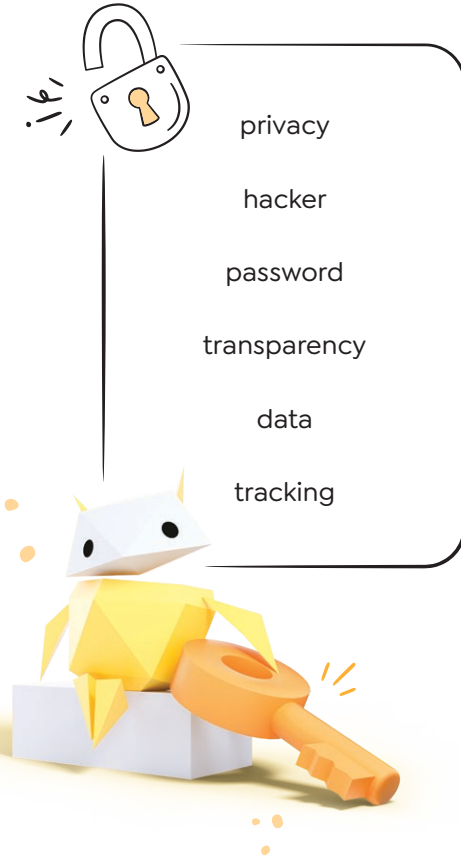 privacy
hacker
password
transparency
data
tracking